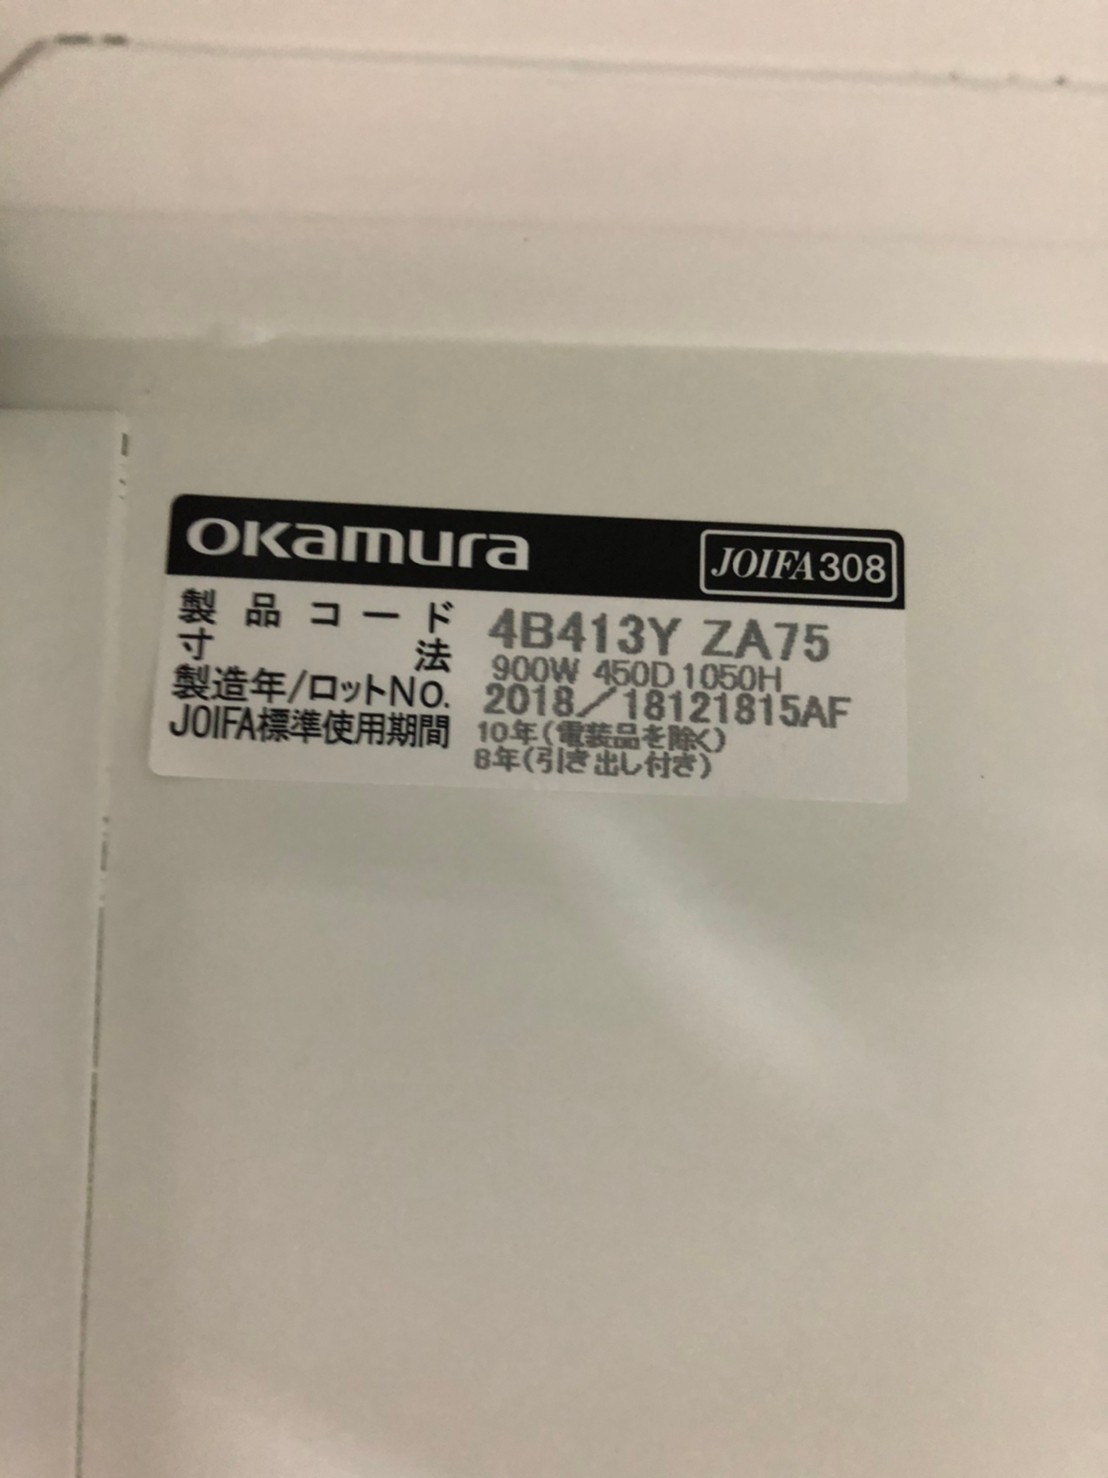 OKamura JOIFA308
製品コード 4B413Y ZA75
寸法 900W 450D 1050H
製造年/ロットNO. 2018/18121815AF
JOIFA標準使用期間 10年(電装品を除く)
8年(引き出し付き)